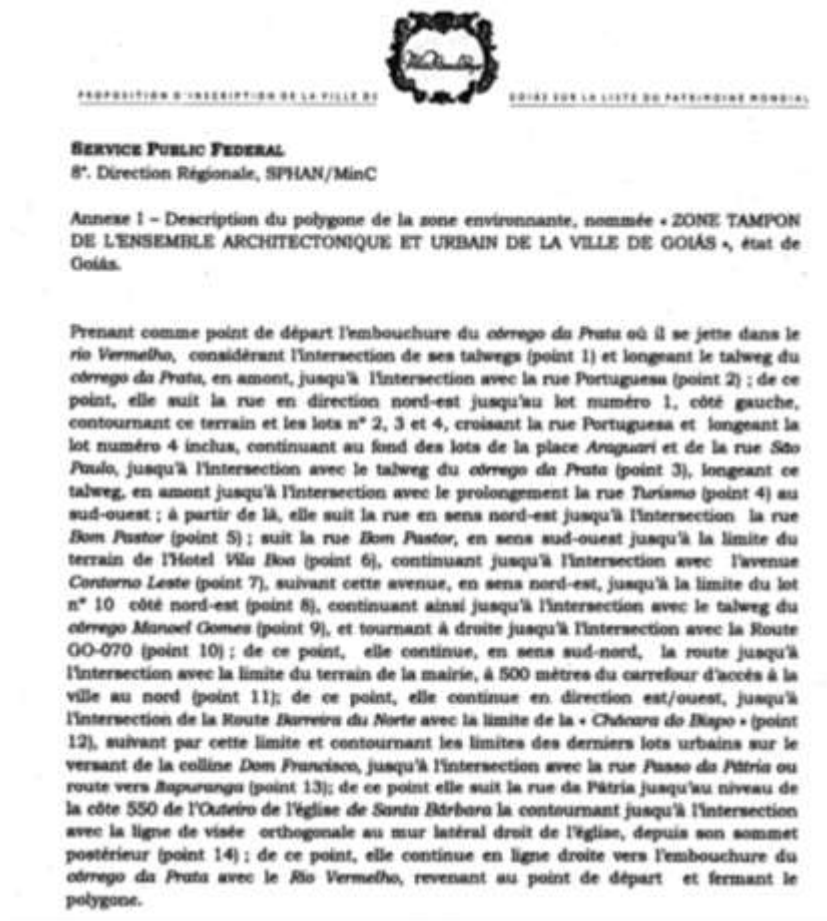 PROPOSITION D'INSCRIPTION DE LA VILLE DE GOIÁS SUR LA LISTE DU PATRIMOINE MONDIAL
SERVICE PUBLIC FEDERAL
8ª. Direction Régionale, SPHAN/MinC
Annexe I – Description du polygone de la zone environnante, nommée « ZONE TAMPON
DE L'ENSEMBLE ARCHITECTONIQUE ET URBAIN DE LA VILLE DE GOIÁS », état de
Goiás.
Prenant comme point de départ l'embouchure du córrego da Prata où il se jette dans le
rio Vermelho, considérant l'intersection de ses talwegs (point 1) et longeant le talweg du
córrego da Prata, en amont, jusqu'à l'intersection avec la rue Portuguesa (point 2) ; de ce
point, elle suit la rue en direction nord-est jusqu'au lot numéro 1, côté gauche,
contournant ce terrain et les lots n° 2, 3 et 4, croisant la rue Portuguesa et longeant la
lot numéro 4 inclus, continuant au fond des lots de la place Araguari et de la rue São
Paulo, jusqu'à l'intersection avec le talweg du córrego da Prata (point 3), longeant ce
talweg, en amont jusqu'à l'intersection avec le prolongement la rue Turismo (point 4) au
sud-ouest ; à partir de là, elle suit la rue en sens nord-est jusqu'à l'intersection la rue
Bom Pastor (point 5) ; suit la rue Bom Pastor, en sens sud-ouest jusqu'à la limite du
terrain de l'Hotel Vila Boa (point 6), continuant jusqu'à l'intersection avec l'avenue
Contorno Leste (point 7), suivant cette avenue, en sens nord-est, jusqu'à la limite du lot
n° 10 côté nord-est (point 8), continuant ainsi jusqu'à l'intersection avec le talweg du
córrego Manoel Gomes (point 9), et tournant à droite jusqu'à l'intersection avec la Route
GO-070 (point 10) ; de ce point, elle continue, en sens sud-nord, la route jusqu'à
l'intersection avec la limite du terrain de la mairie, à 500 mètres du carrefour d'accés à la
ville au nord (point 11); de ce point, elle continue en direction est/ouest, jusqu'à
l'intersection de la Route Barreira du Norte avec la limite de la « Chácara do Bispo » (point
12), suivant par cette limite et contournant les limites des derniers lots urbains sur le
versant de la colline Dom Francisco, jusqu'à l'intersection avec la rue Passo da Pátria ou
route vers Itapuranga (point 13); de ce point elle suit la rue da Pátria jusqu'au niveau de
la côte 550 de l'Outeiro de l'église de Santa Bárbara la contournant jusqu'à l'intersection
avec la ligne de visée orthogonale au mur latéral droit de l'église, depuis son sommet
postérieur (point 14) ; de ce point, elle continue en ligne droite vers l'embouchure du
córrego da Prata avec le Rio Vermelho, revenant au point de départ et fermant le
polygone.